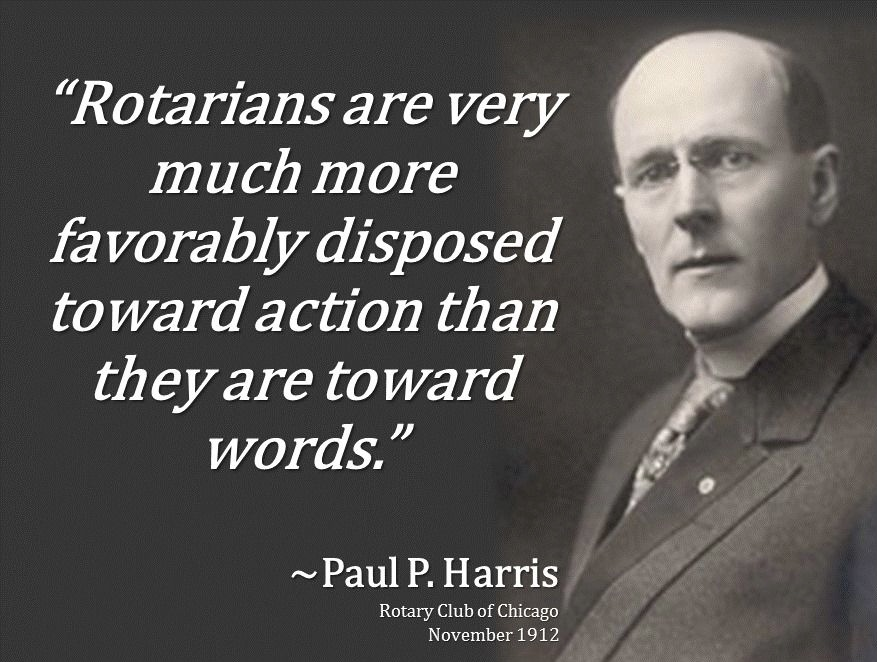 “Rotarians are very
much more
favorably disposed
toward action than
they are toward
words.”
~Paul P. Harris
Rotary Club of Chicago
November 1912